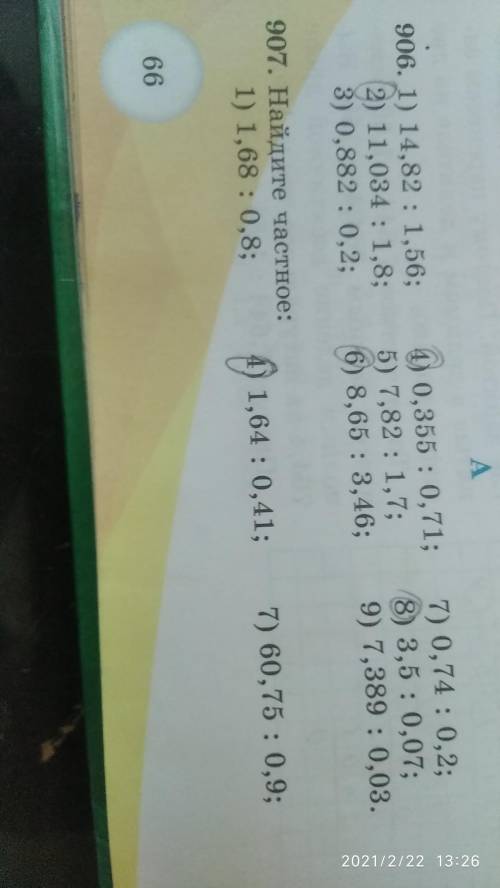 А
906. 1) 14,82 : 1,56; 4) 0,355 : 0,71; 7) 0,74 : 0,2;
2) 11,034 : 1,8; 5) 7,82 : 1,7; 8) 3,5 : 0,07;
3) 0,882 : 0,2; 6) 8,65 : 3,46; 9) 7,389 : 0,03.
907. Найдите частное:
1) 1,68 : 0,8; 4) 1,64 : 0,41; 7) 60,75 : 0,9;
66
2021/2/22 13:26